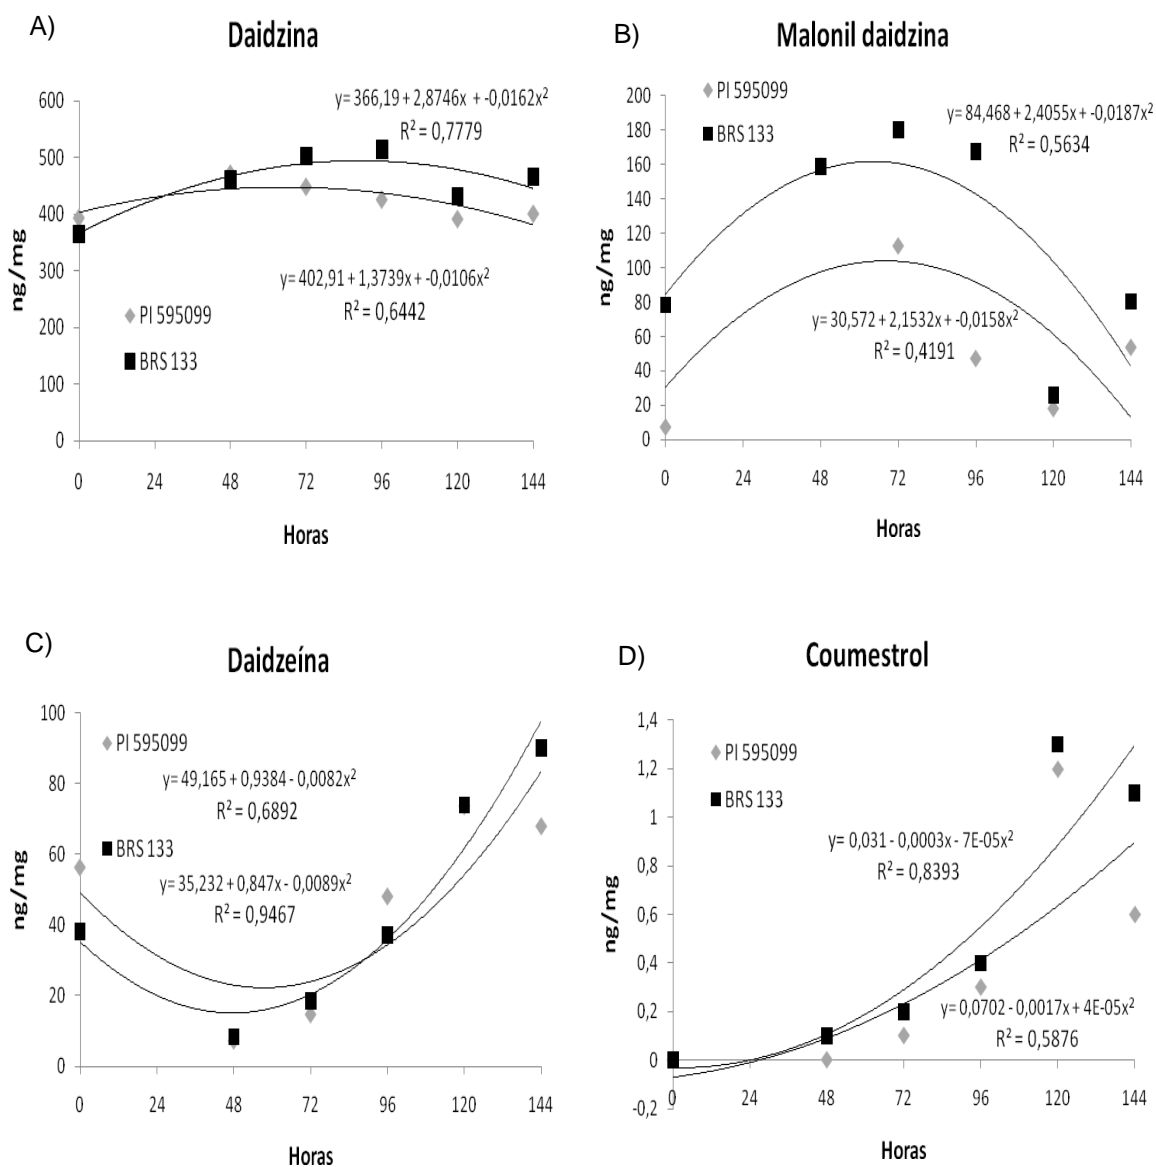 A)
Daidzina
600
500
400
300
200
100
0
ng/mg
y= 366,19 + 2,8746x + -0,0162x²
R² = 0,7779
y= 402,91 + 1,3739x + -0,0106x²
R² = 0,6442
PI 595099
BRS 133
0 24 48 72 96 120 144
Horas
B)
Malonil daidzina
PI 595099
BRS 133
200
180
160
140
120
100
80
60
40
20
0
ng/mg
y= 84,468 + 2,4055x + -0,0187x²
R² = 0,5634
y= 30,572 + 2,1532x + -0,0158x²
R² = 0,4191
0 24 48 72 96 120 144
Horas
C)
Daidzeína
100
80
60
40
20
0
ng/mg
PI 595099
y= 49,165 + 0,9384 - 0,0082x²
R² = 0,6892
BRS 133
y= 35,232 + 0,847x - 0,0089x²
R² = 0,9467
0 24 48 72 96 120 144
Horas
D)
Coumestrol
1,4
1,2
1
0,8
0,6
0,4
0,2
0
-0,2
ng/mg
PI 595099
BRS 133
y= 0,031 - 0,0003x - 7E-05x²
R² = 0,8393
y= 0,0702 - 0,0017x + 4E-05x²
R² = 0,5876
0 24 48 72 96 120 144
Horas